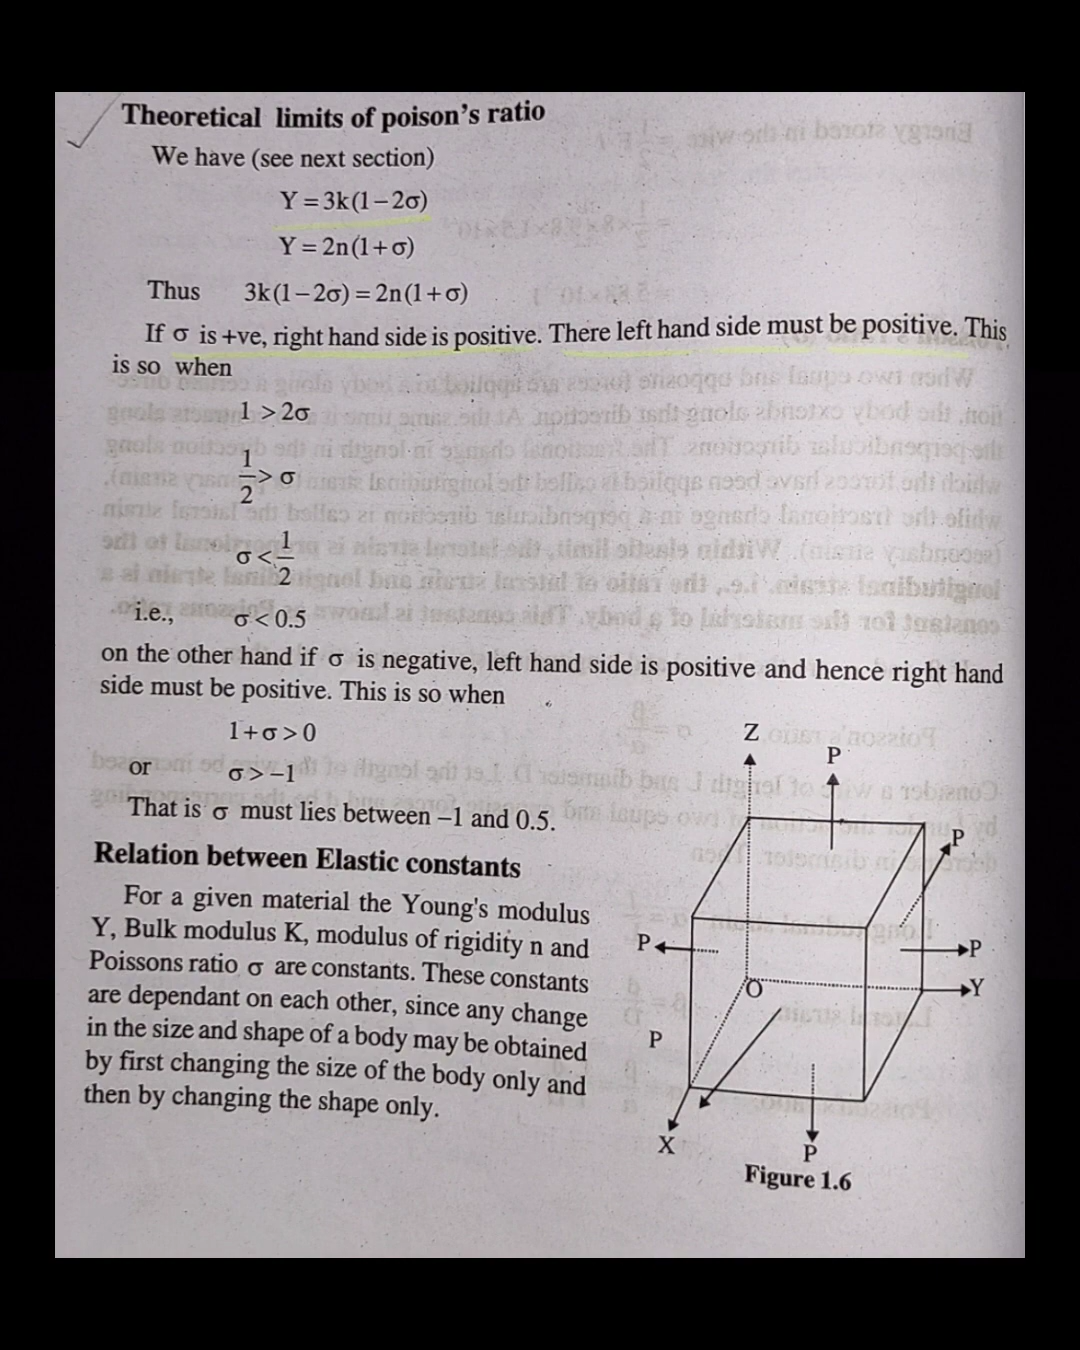 Theoretical limits of poison's ratio
We have (see next section)
Y = 3k(1−2σ)
Y = 2n(1+σ)
Thus 3k(1−2σ) = 2n(1+σ)
If σ is +ve, right hand side is positive. There left hand side must be positive. This
is so when
1 > 2σ
1/2 > σ
σ < 1/2
i.e., σ < 0.5
on the other hand if σ is negative, left hand side is positive and hence right hand
side must be positive. This is so when
1+σ > 0
or σ > −1
That is σ must lies between −1 and 0.5.
Relation between Elastic constants
For a given material the Young's modulus
Y, Bulk modulus K, modulus of rigidity n and
Poissons ratio σ are constants. These constants
are dependant on each other, since any change
in the size and shape of a body may be obtained
by first changing the size of the body only and
then by changing the shape only.
Z
P
P
P
P
O
Y
P
X
P
Figure 1.6